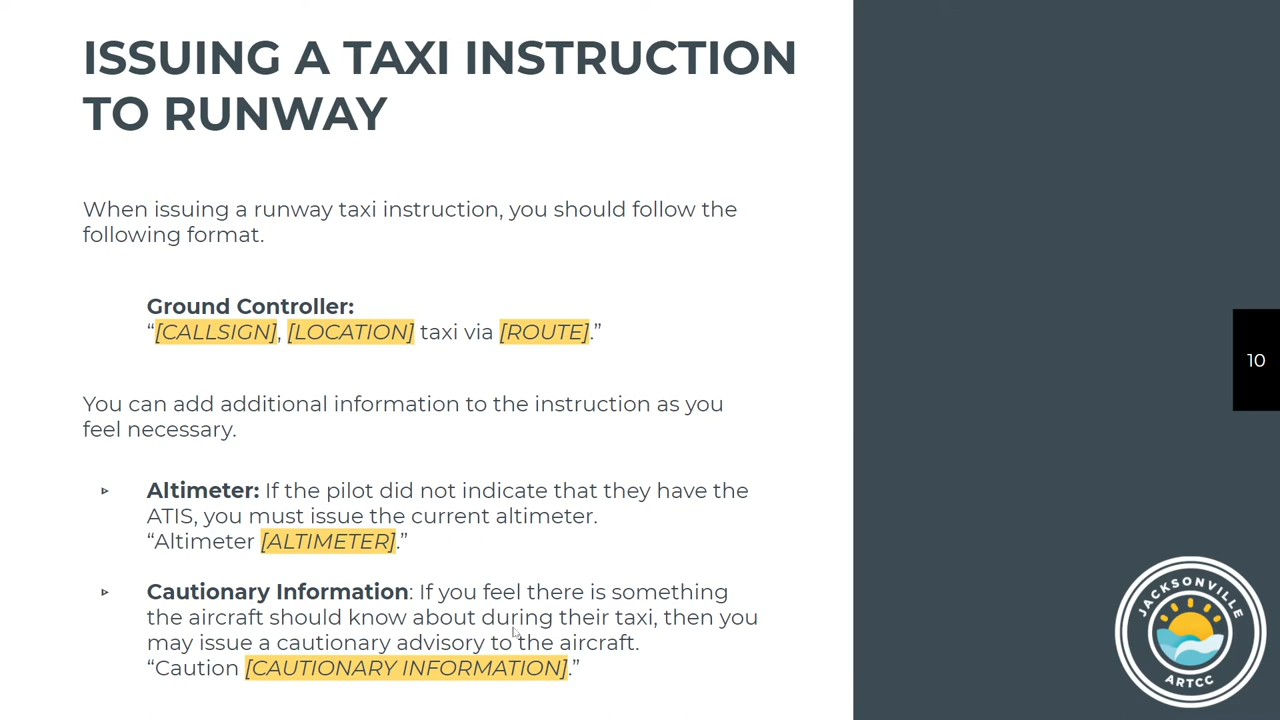 ISSUING A TAXI INSTRUCTION
TO RUNWAY
When issuing a runway taxi instruction, you should follow the
following format.
Ground Controller:
“[CALLSIGN], [LOCATION] taxi via [ROUTE].”
You can add additional information to the instruction as you
feel necessary.
▹ Altimeter: If the pilot did not indicate that they have the
ATIS, you must issue the current altimeter.
“Altimeter [ALTIMETER].”
▹ Cautionary Information: If you feel there is something
the aircraft should know about during their taxi, then you
may issue a cautionary advisory to the aircraft.
“Caution [CAUTIONARY INFORMATION].”
10
JACKSONVILLE
ARTCC